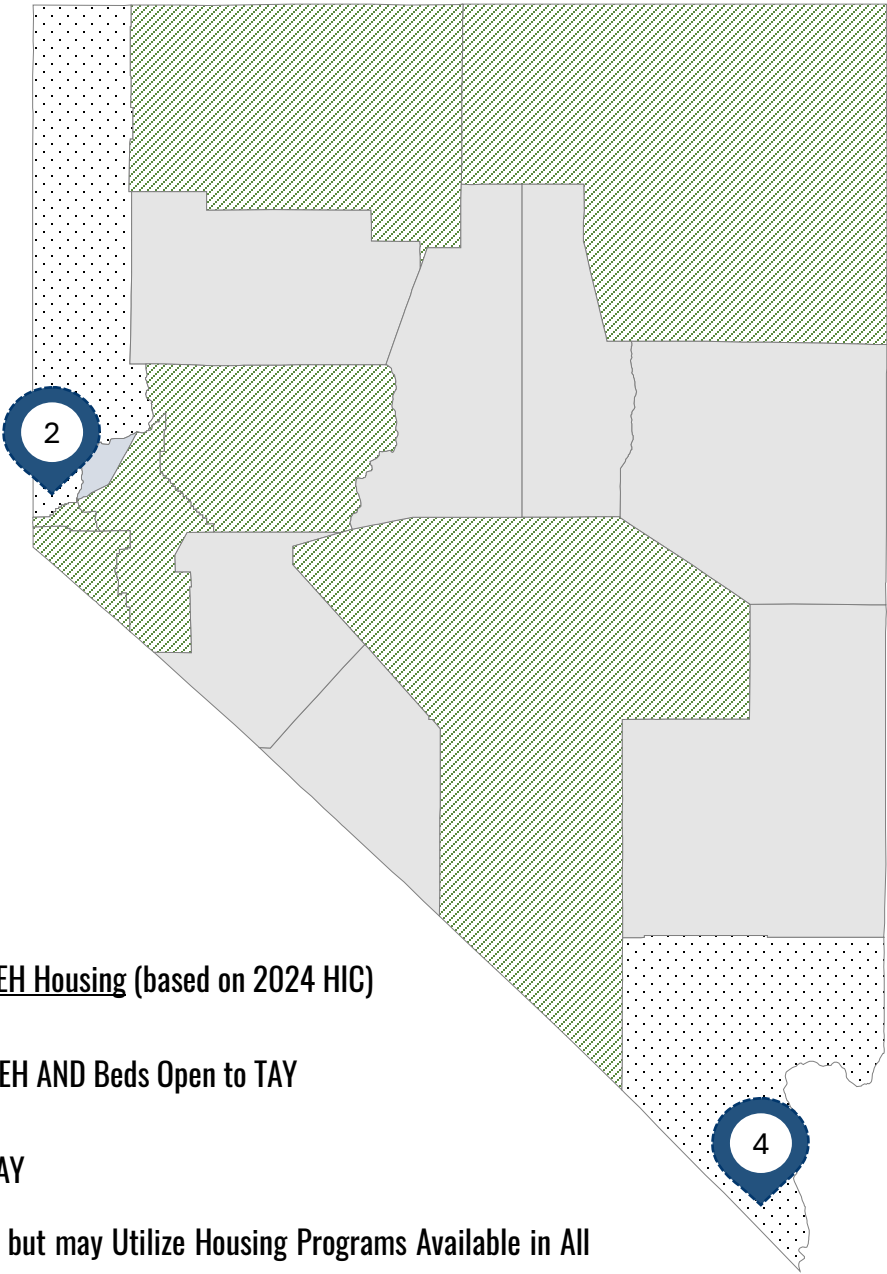 2
EH Housing (based on 2024 HIC)
EH AND Beds Open to TAY
4
AY
but may Utilize Housing Programs Available in All